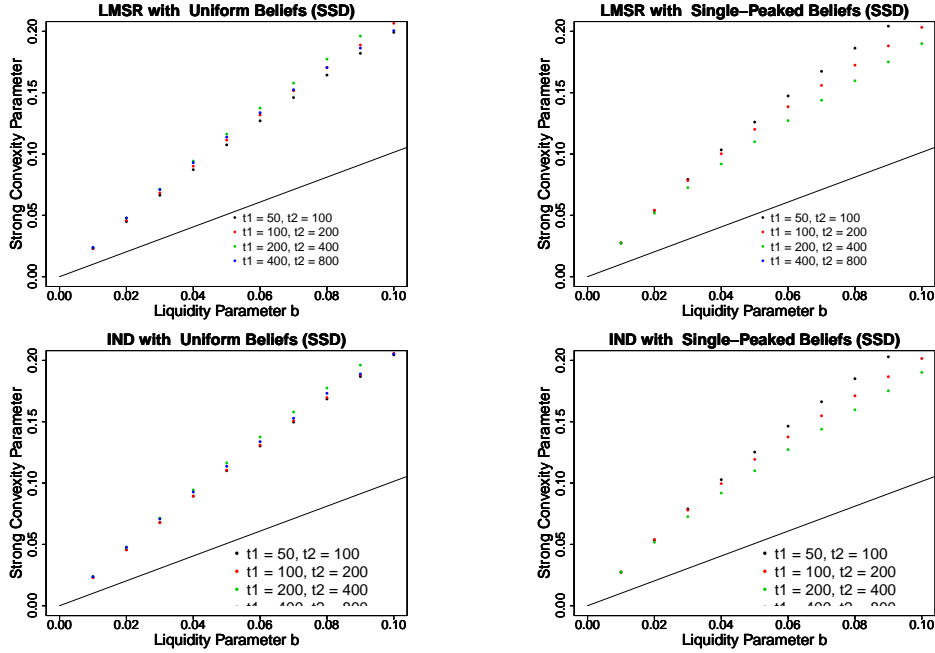 LMSR with Uniform Beliefs (SSD)
Strong Convexity Parameter
0.00 0.05 0.10 0.15 0.20
t1 = 50, t2 = 100
t1 = 100, t2 = 200
t1 = 200, t2 = 400
t1 = 400, t2 = 800
0.00 0.02 0.04 0.06 0.08 0.10
Liquidity Parameter b
LMSR with Single−Peaked Beliefs (SSD)
Strong Convexity Parameter
0.00 0.05 0.10 0.15 0.20
t1 = 50, t2 = 100
t1 = 100, t2 = 200
t1 = 200, t2 = 400
t1 = 400, t2 = 800
0.00 0.02 0.04 0.06 0.08 0.10
Liquidity Parameter b
IND with Uniform Beliefs (SSD)
Strong Convexity Parameter
0.00 0.05 0.10 0.15 0.20
t1 = 50, t2 = 100
t1 = 100, t2 = 200
t1 = 200, t2 = 400
t1 = 400, t2 = 800
0.00 0.02 0.04 0.06 0.08 0.10
Liquidity Parameter b
IND with Single−Peaked Beliefs (SSD)
Strong Convexity Parameter
0.00 0.05 0.10 0.15 0.20
t1 = 50, t2 = 100
t1 = 100, t2 = 200
t1 = 200, t2 = 400
t1 = 400, t2 = 800
0.00 0.02 0.04 0.06 0.08 0.10
Liquidity Parameter b